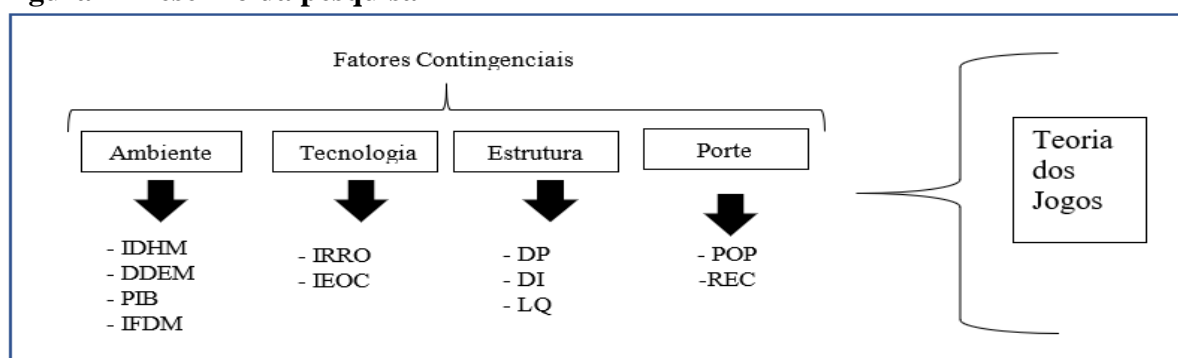 Fatores Contingenciais
Ambiente
Tecnologia
Estrutura
Porte
- IDHM
- DDEM
- PIB
- IFDM
- IRRO
- IEOC
- DP
- DI
- LQ
- POP
-REC
Teoria
dos
Jogos